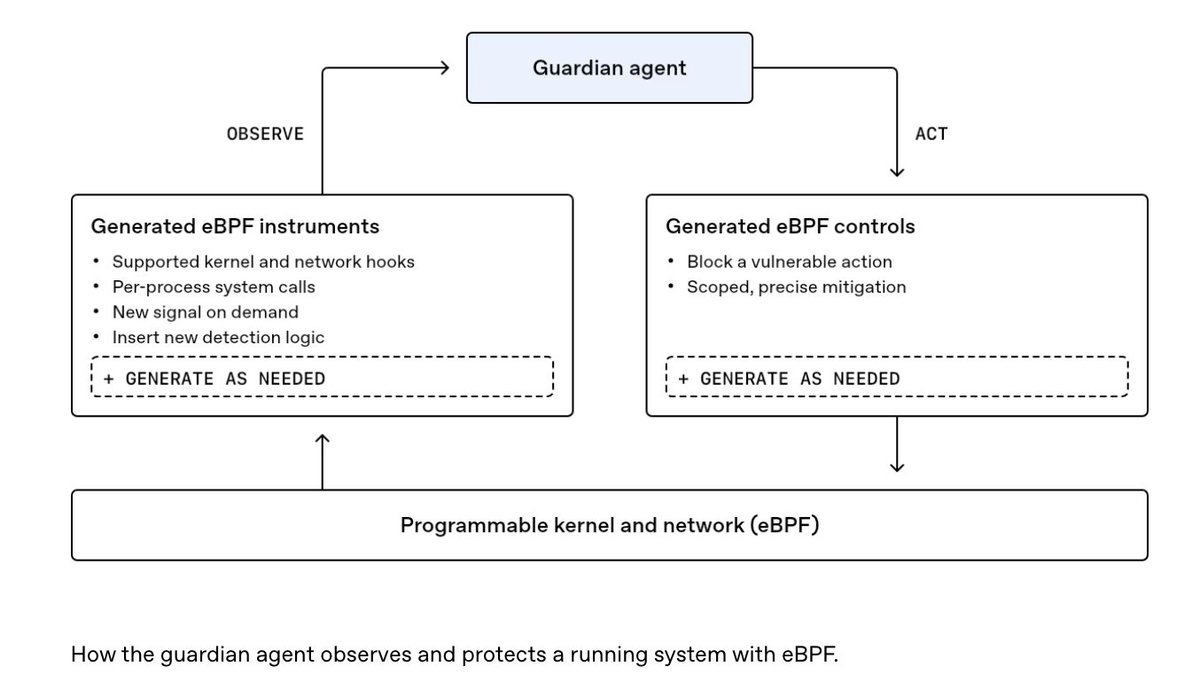 Guardian agent
OBSERVE
ACT
Generated eBPF instruments
• Supported kernel and network hooks
• Per-process system calls
• New signal on demand
• Insert new detection logic
+ GENERATE AS NEEDED
Generated eBPF controls
• Block a vulnerable action
• Scoped, precise mitigation
+ GENERATE AS NEEDED
Programmable kernel and network (eBPF)
How the guardian agent observes and protects a running system with eBPF.